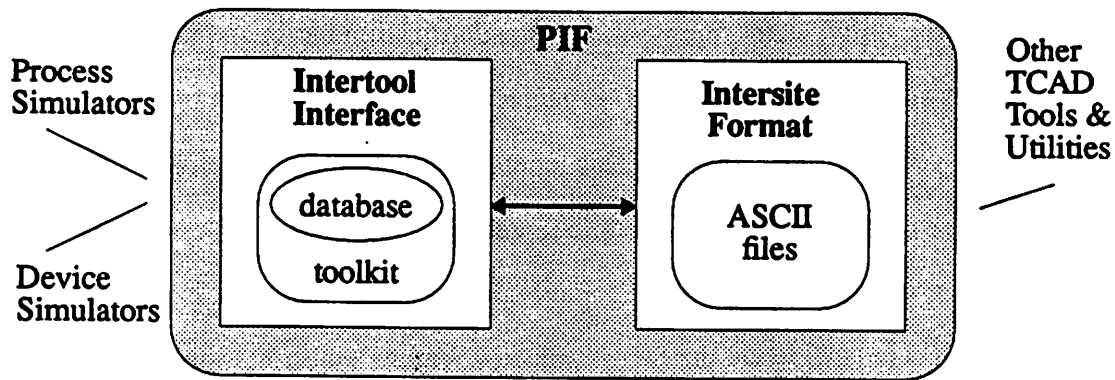 PIF
Process
Simulators
Device
Simulators
Intertool
Interface
database
toolkit
Intersite
Format
ASCII
files
Other
TCAD
Tools &
Utilities